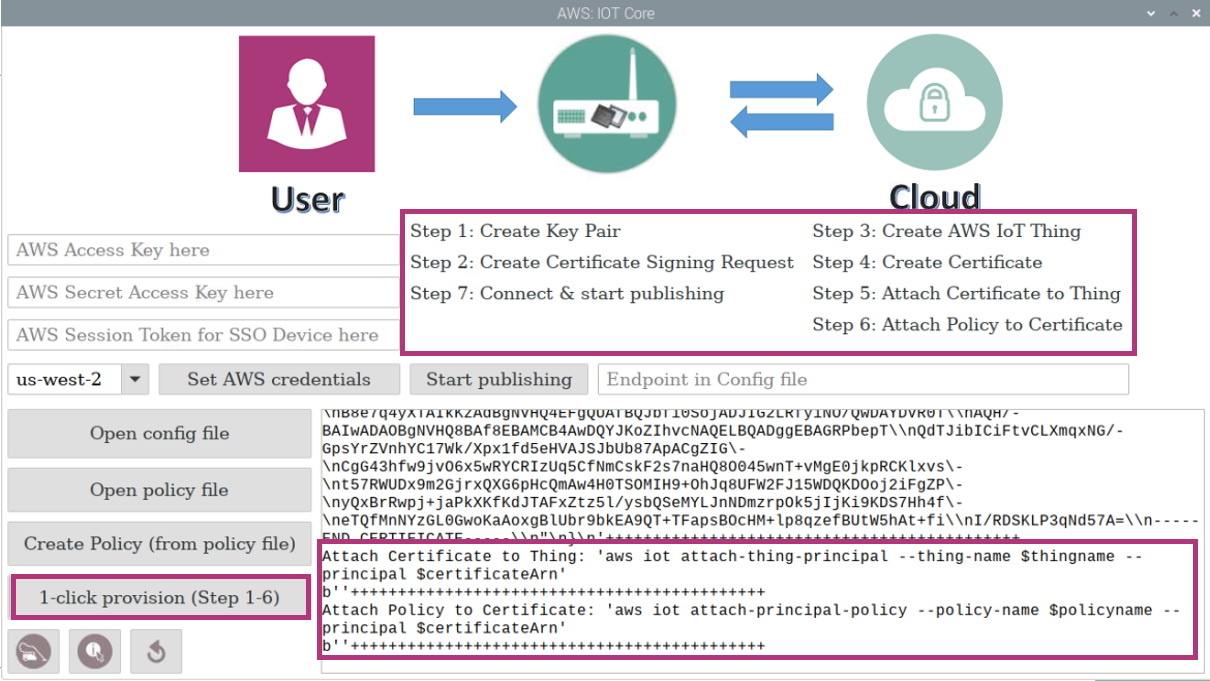 AWS: IOT Core
User
Cloud
Step 1: Create Key Pair
Step 2: Create Certificate Signing Request
Step 7: Connect & start publishing
Step 3: Create AWS IoT Thing
Step 4: Create Certificate
Step 5: Attach Certificate to Thing
Step 6: Attach Policy to Certificate
AWS Access Key here
AWS Secret Access Key here
AWS Session Token for SSO Device here
us-west-2
Set AWS credentials
Start publishing
Endpoint in Config file
Open config file
Open policy file
Create Policy (from policy file)
1-click provision (Step 1-6)
BAIwADAOBgNVHQ8BAf8EBAMCB4AwDQYJKoZIhvcNAQELBQADggEBAGRPbepT\\nQdTJibICiFtvCLXmqxNG/-
GpsYrZVnhYC17Wk/Xpx1fd5eHVAJSJbUb87ApACgZIG\-
\nCgG43hfw9jvO6x5wRYCRIzUq5CfNmCskF2s7naHQ8O045wnT+vMgE0jkpRCKlxvs\-
\nt57RWUDx9m2GjrxQXG6pHcQmAw4H0TSOMIH9+OhJq8UFW2FJ15WDQKDOoj2iFgZP\-
\nyQxBrRwpj+jaPkXKfKdJTAFxZtz5l/ysbQSeMYLJnNDmzrpOk5jIjKi9KDS7Hh4f\-
\neTQfMnNYzGL0GwoKaAoxgBlUbr9bkEA9QT+TFapsBOcHM+lp8qzefBUtW5hAt+fi\\nI/RDSKLP3qNd57A=\\n-----
END CERTIFICATE-----\\n"\n}\n'++++++++++++++++++++++++++++++++++++++++++++
Attach Certificate to Thing: 'aws iot attach-thing-principal --thing-name $thingname --
principal $certificateArn'
b''++++++++++++++++++++++++++++++++++++++++++++
Attach Policy to Certificate: 'aws iot attach-principal-policy --policy-name $policyname --
principal $certificateArn'
b''++++++++++++++++++++++++++++++++++++++++++++